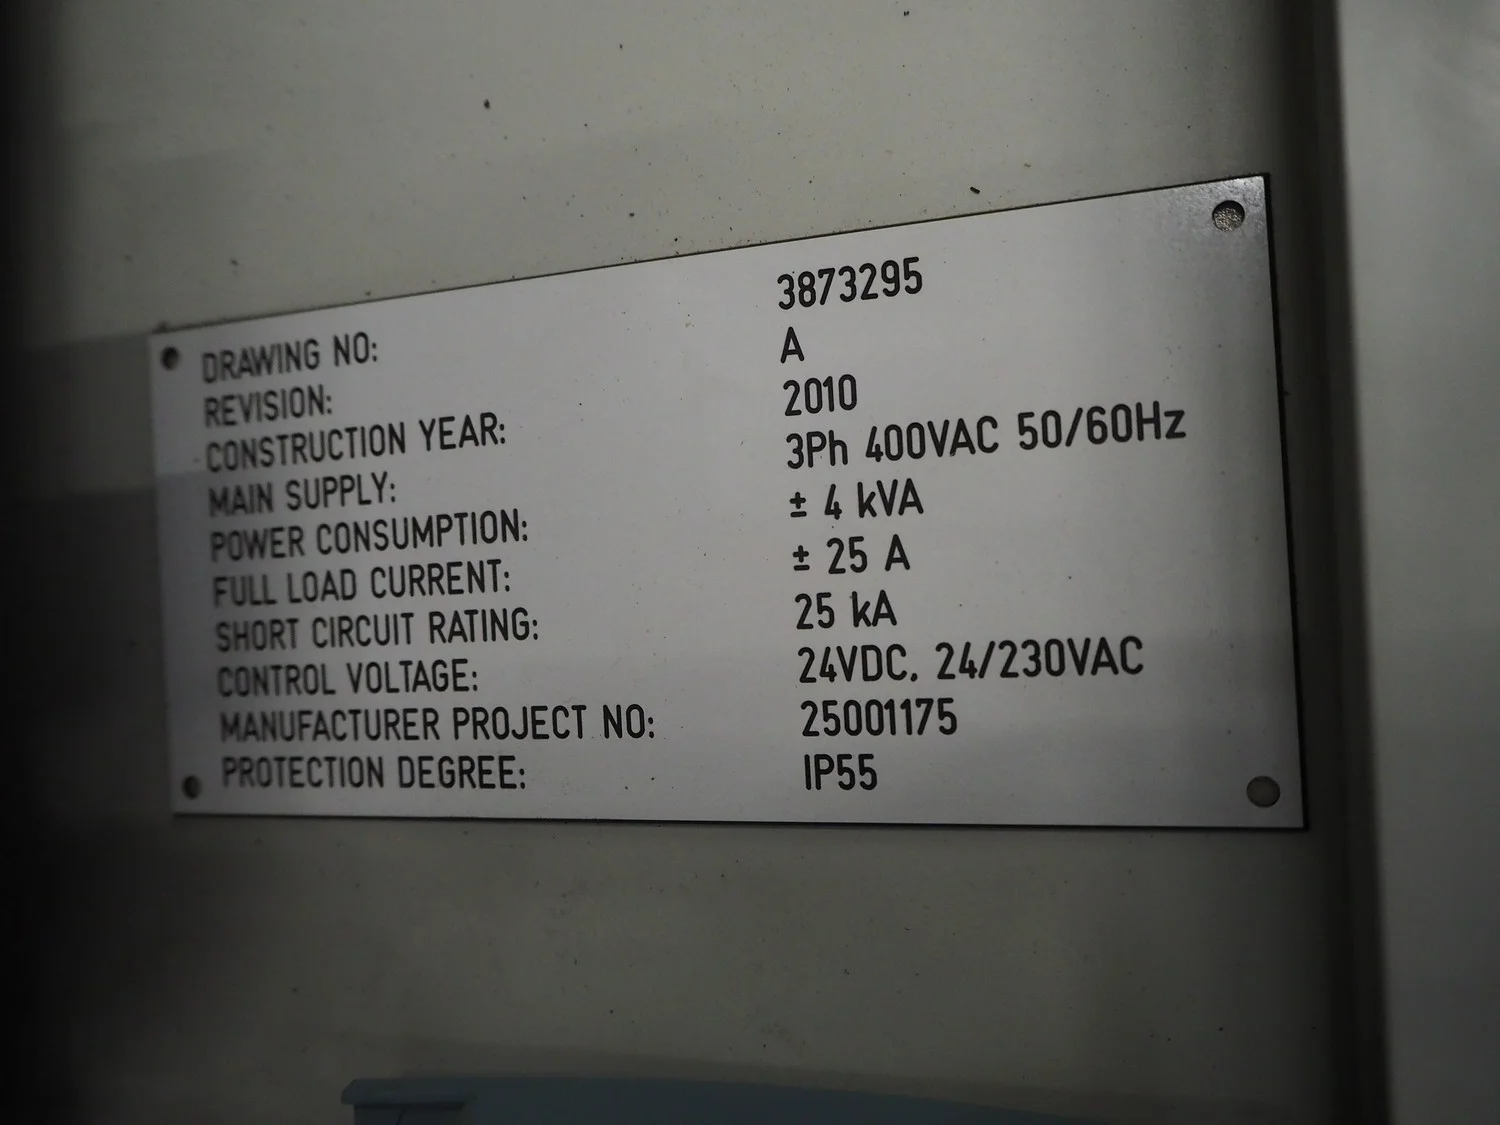 DRAWING NO: 3873295
REVISION: A
CONSTRUCTION YEAR: 2010
MAIN SUPPLY: 3Ph 400VAC 50/60Hz
POWER CONSUMPTION: ± 4 kVA
FULL LOAD CURRENT: ± 25 A
SHORT CIRCUIT RATING: 25 kA
CONTROL VOLTAGE: 24VDC. 24/230VAC
MANUFACTURER PROJECT NO: 25001175
PROTECTION DEGREE: IP55